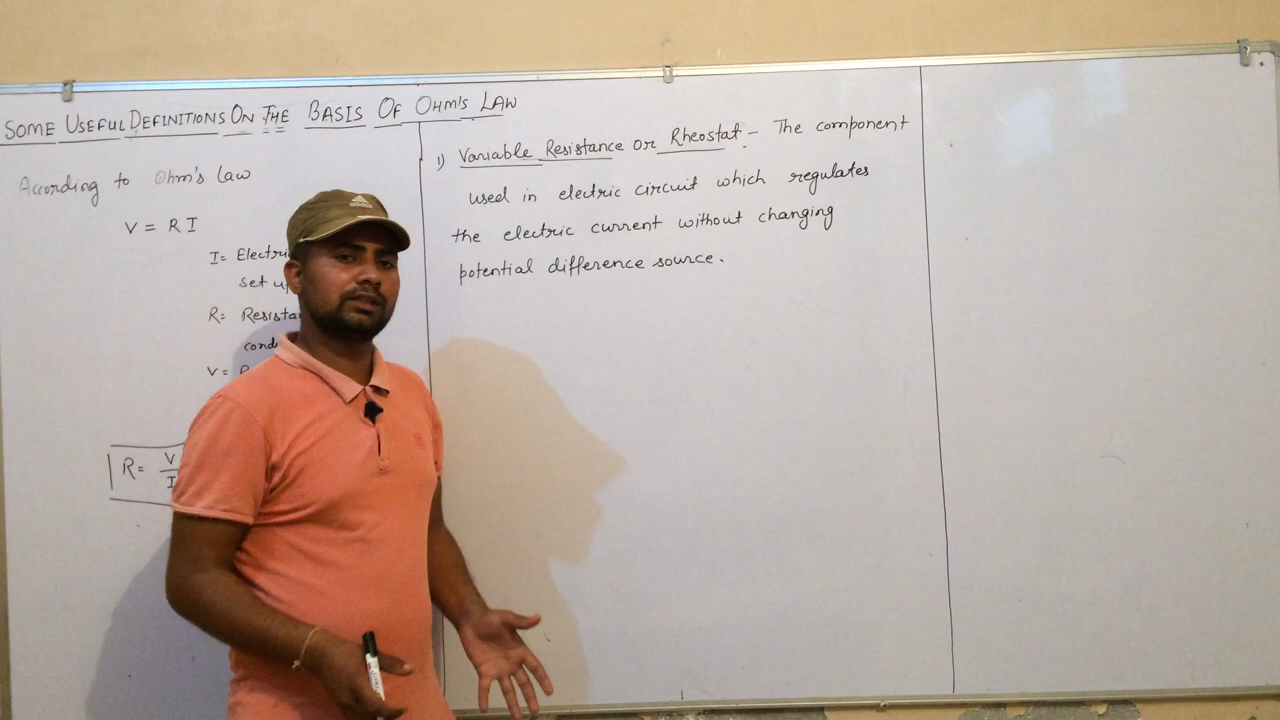 SOME USEFUL DEFINITIONS ON THE BASIS OF OHM'S LAW
According to Ohm's law
V = R I
I = Electri
set up
R = Resista
cond
V =
R = V/I
1) Variable Resistance or Rheostat - The component
used in electric circuit which regulates
the electric current without changing
potential difference source.
adidas